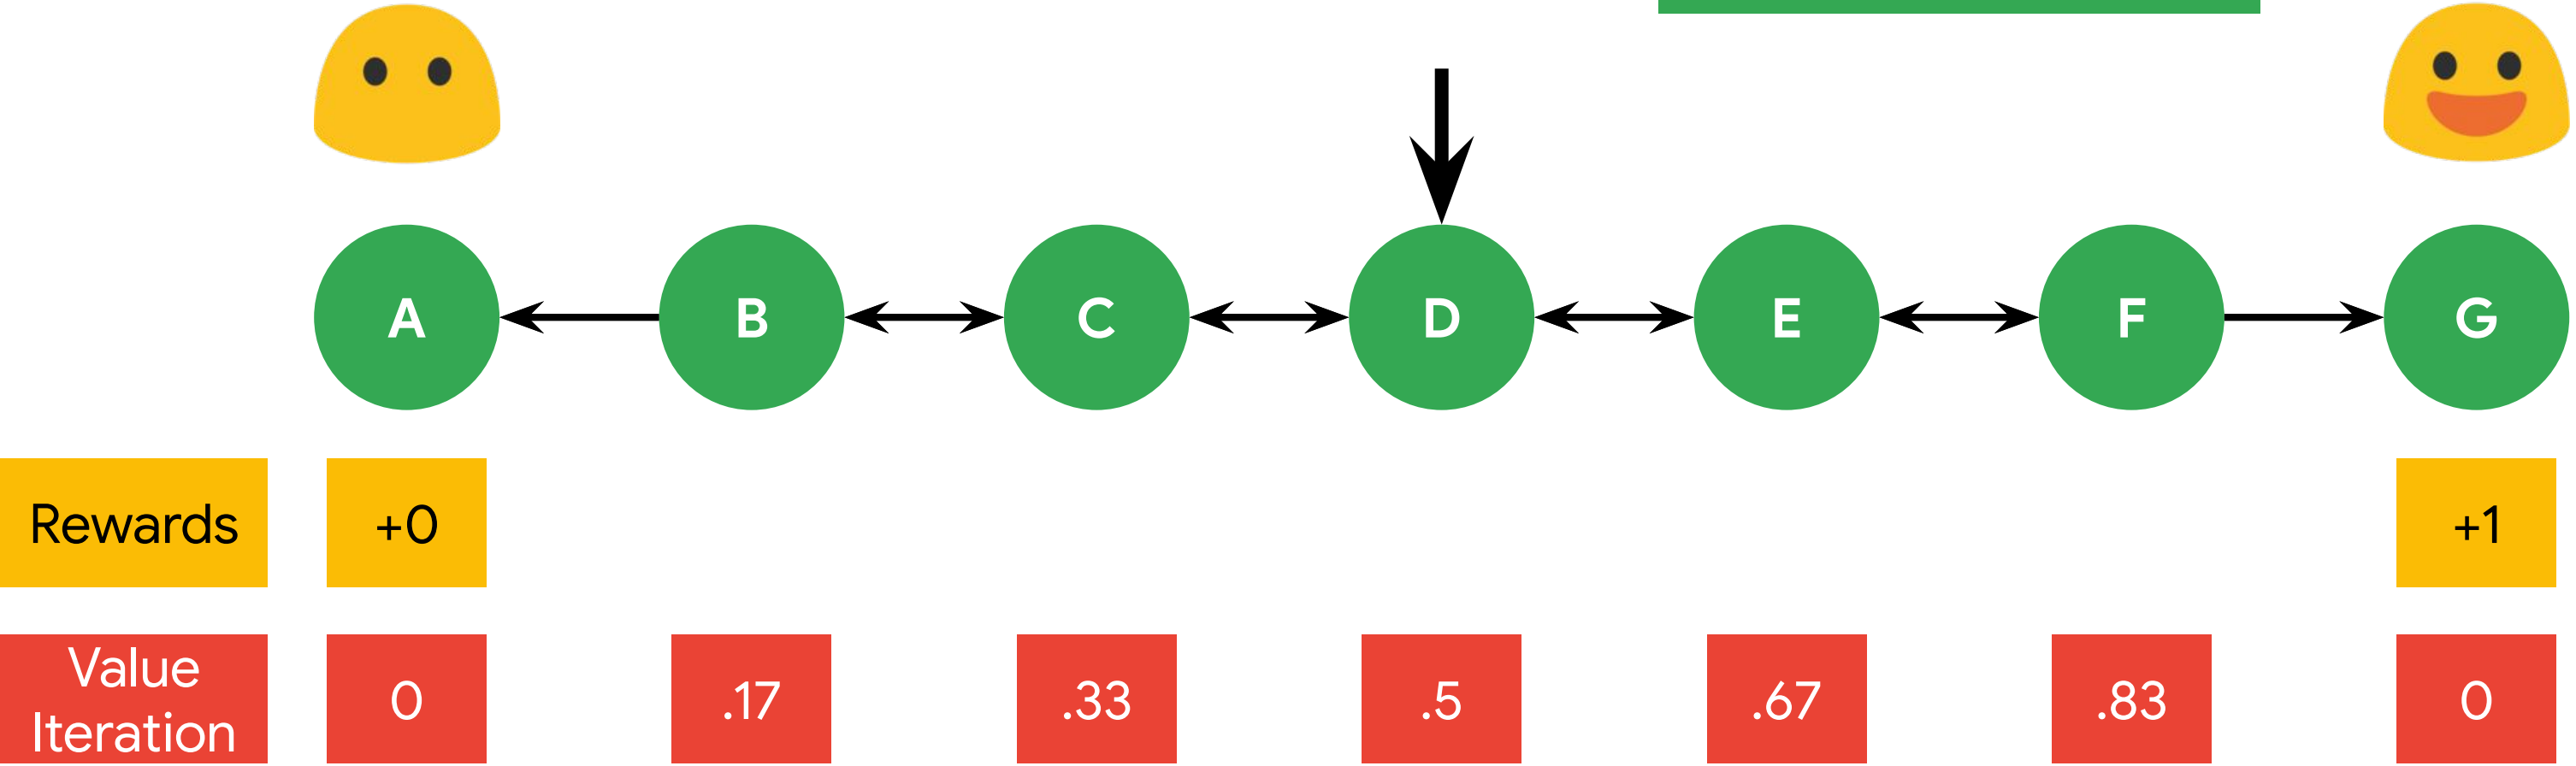 A B C D E F G
Rewards +0 +1
Value
Iteration
0 .17 .33 .5 .67 .83 0